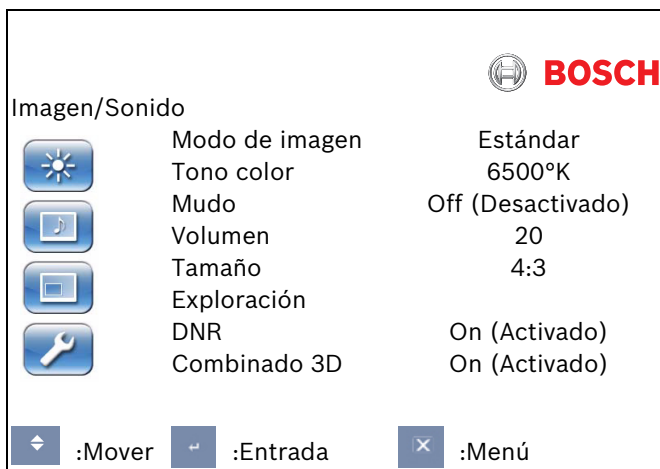 BOSCH
Imagen/Sonido
Modo de imagen Estándar
Tono color 6500°K
Mudo Off (Desactivado)
Volumen 20
Tamaño 4:3
Exploración
DNR On (Activado)
Combinado 3D On (Activado)
:Mover :Entrada :Menú